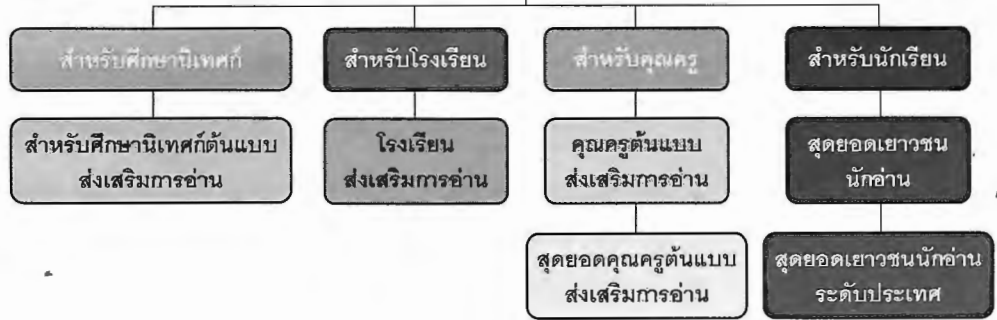 สำหรับศึกษานิเทศก์
สำหรับโรงเรียน
สำหรับคุณครู
สำหรับนักเรียน
สำหรับศึกษานิเทศก์ต้นแบบ
ส่งเสริมการอ่าน
โรงเรียน
ส่งเสริมการอ่าน
คุณครูต้นแบบ
ส่งเสริมการอ่าน
สุดยอดเยาวชน
นักอ่าน
สุดยอดคุณครูต้นแบบ
ส่งเสริมการอ่าน
สุดยอดเยาวชนนักอ่าน
ระดับประเทศ